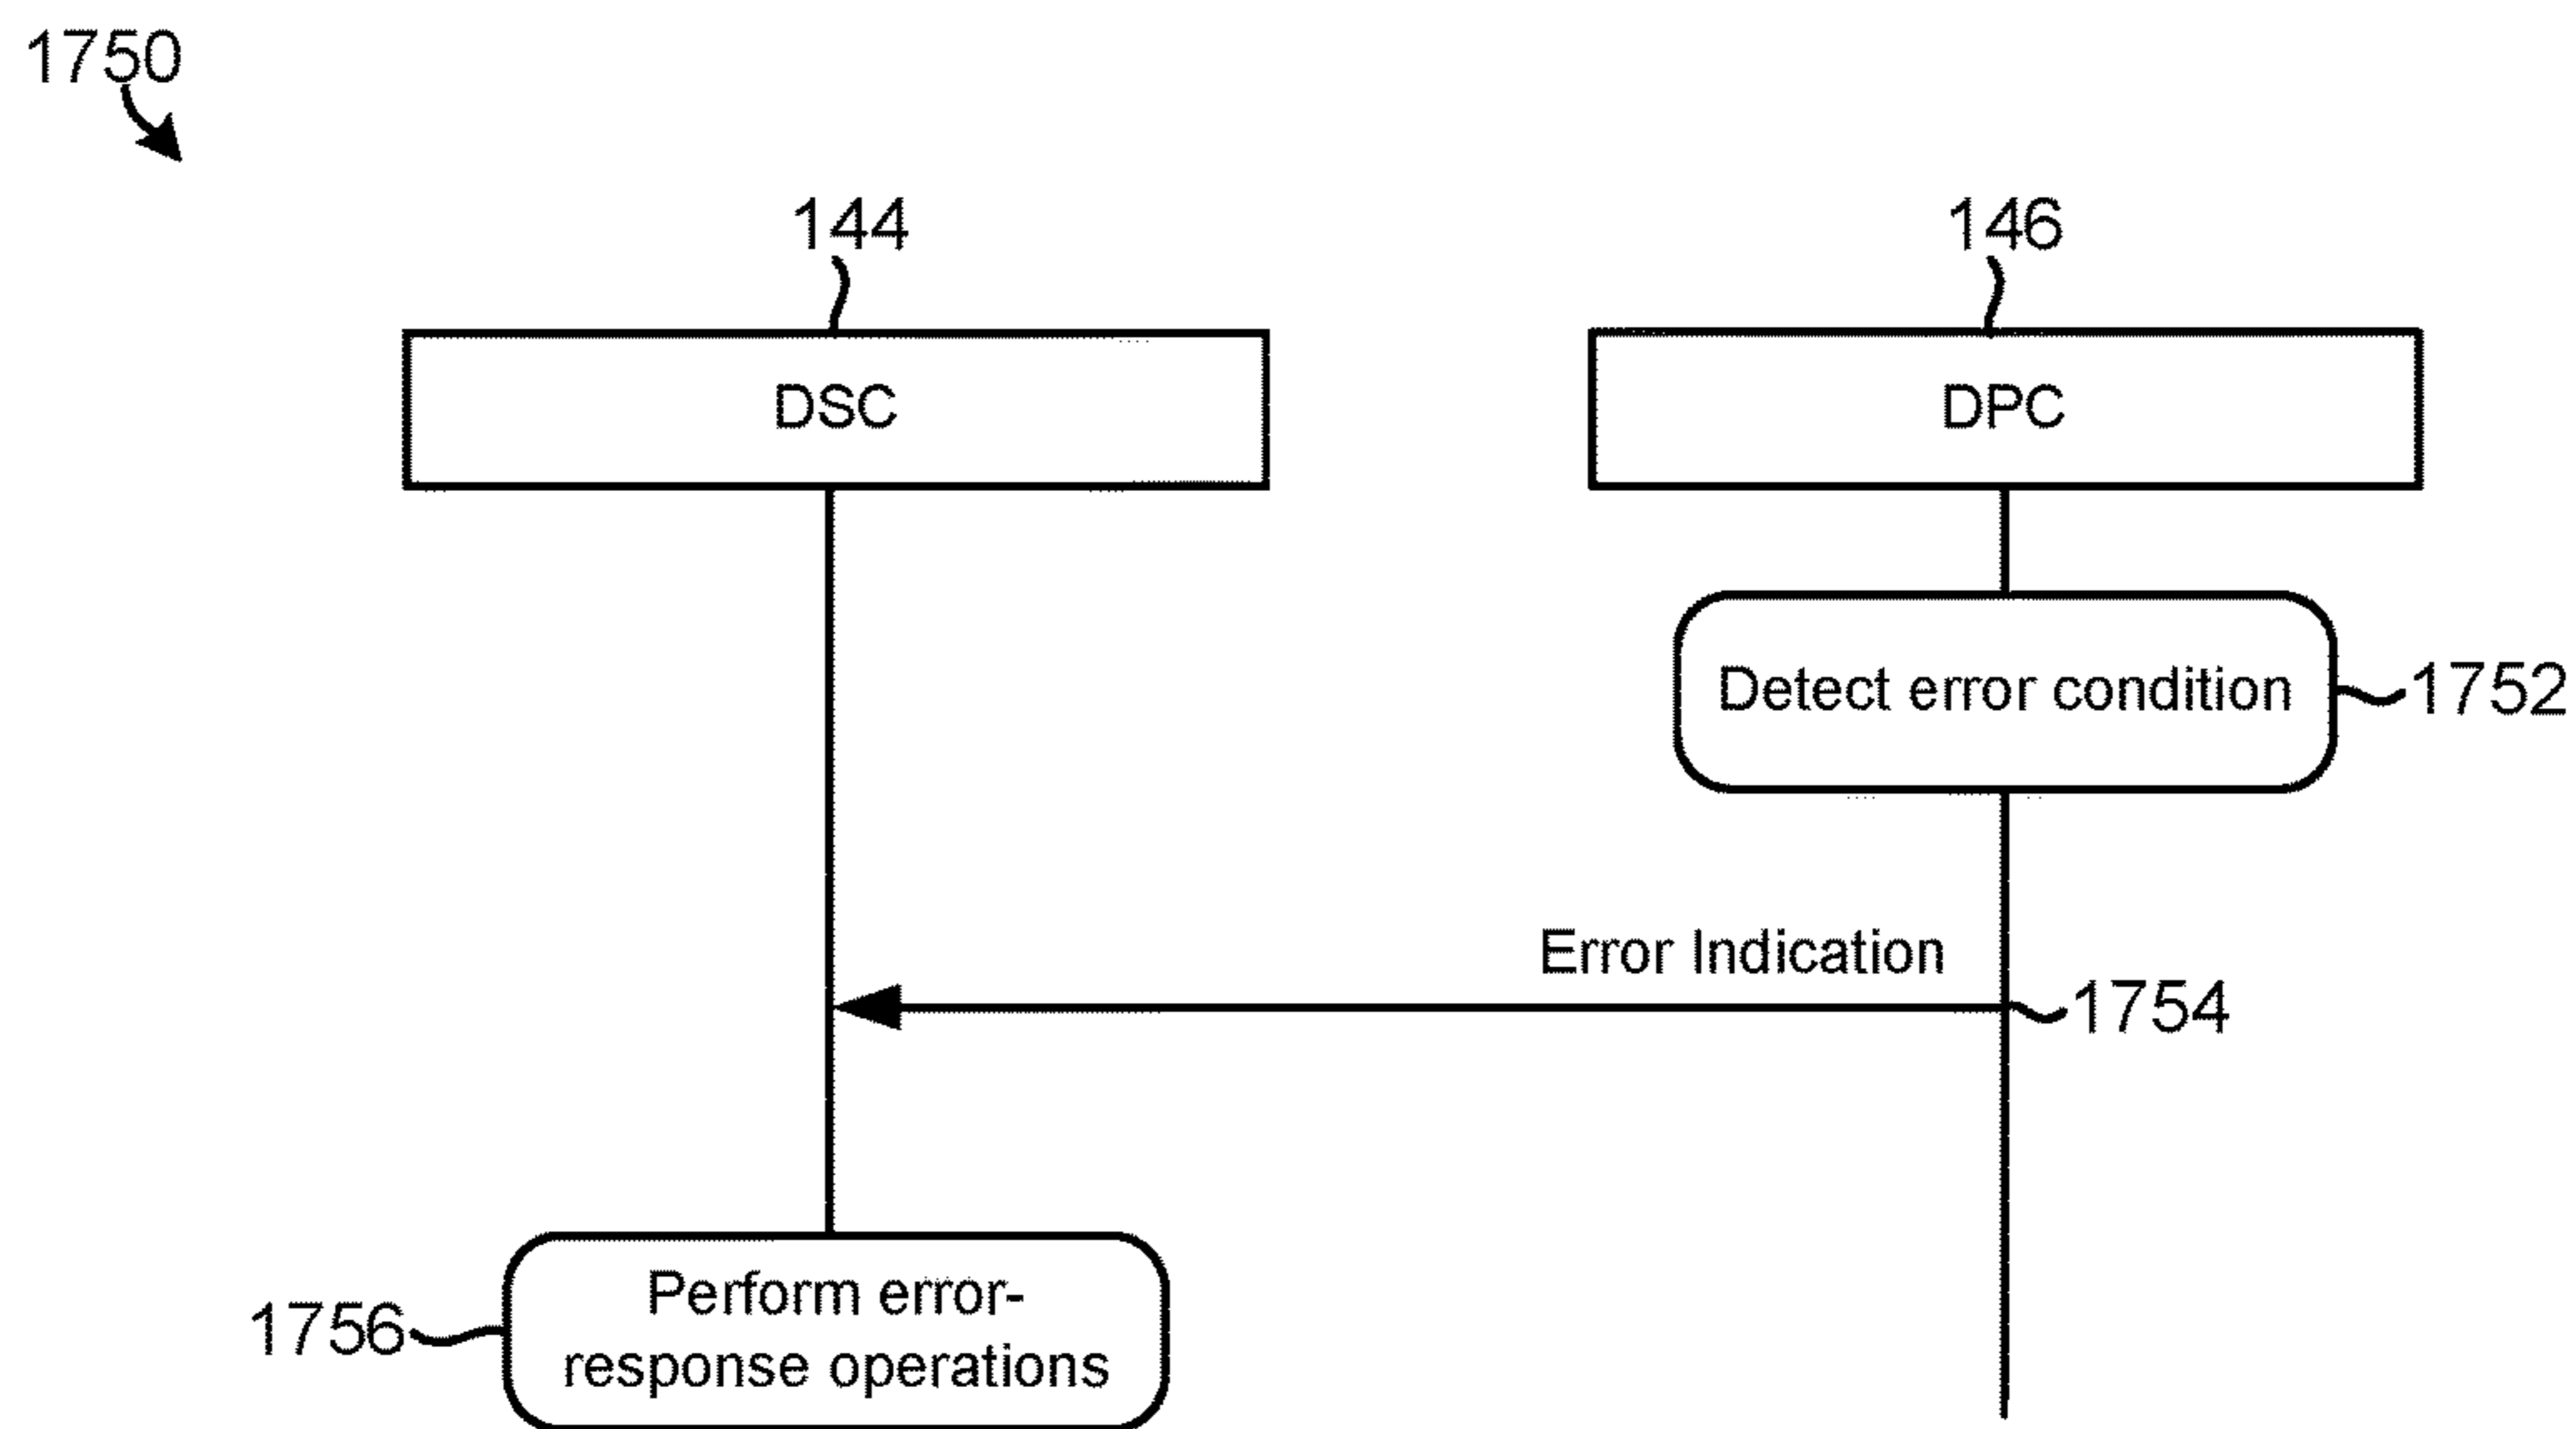 1750
144
146
DSC
DPC
Detect error condition
1752
Error Indication
1754
Perform error-
1756
response operations